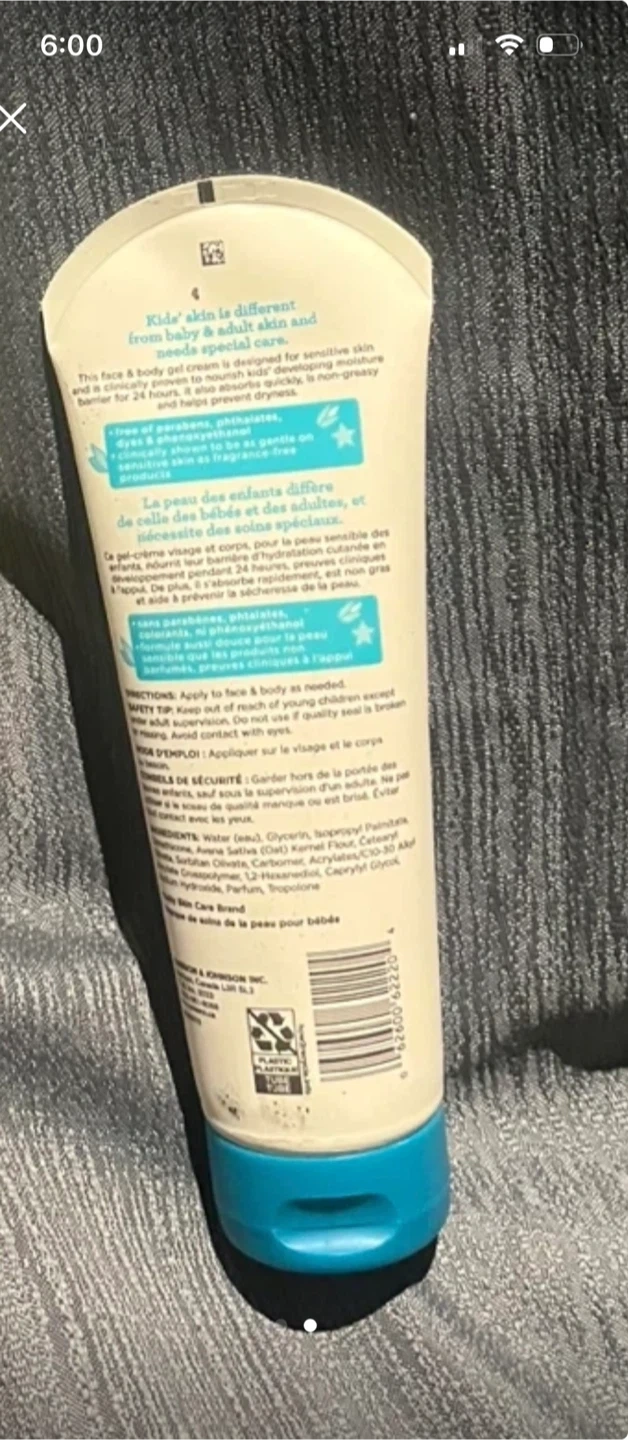 6:00
Kids' skin is different
from baby & adult skin and
needs special care.
This face & body gel cream is designed for sensitive skin
and is clinically proven to nourish kids' developing moisture
barrier for 24 hours. It also absorbs quickly, is non-greasy
and helps prevent dryness.
• free of parabens, phthalates,
dyes & phenoxyethanol
• clinically shown to be as gentle on
sensitive skin as fragrance-free
products
La peau des enfants diffère
de celle des bébés et des adultes, et
nécessite des soins spéciaux.
Ce gel-crème visage et corps, pour la peau sensible des
enfants, nourrit leur barrière d'hydratation cutanée en
développement pendant 24 heures, preuves cliniques
à l'appui. De plus, il s'absorbe rapidement, est non gras
et aide à prévenir la sécheresse de la peau.
• sans parabènes, phtalates,
colorants, ni phénoxyéthanol
• formule aussi douce pour la peau
sensible que les produits non
parfumés, preuves cliniques à l'appui
DIRECTIONS: Apply to face & body as needed.
SAFETY TIP: Keep out of reach of young children except
under adult supervision. Do not use if quality seal is broken
or missing. Avoid contact with eyes.
D'EMPLOI : Appliquer sur le visage et le corps
au besoin.
CONSEILS DE SÉCURITÉ : Garder hors de la portée des
jeunes enfants, sauf sous la supervision d'un adulte. Ne pas
si le sceau de qualité manque ou est brisé. Éviter
contact avec les yeux.
INGREDIENTS: Water (eau), Glycerin, Isopropyl Palmitate,
Avena Sativa (Oat) Kernel Flour, Cetearyl
Sorbitan Olivate, Carbomer, Acrylates/C10-30 Alkyl
Crosspolymer, 1,2-Hexanediol, Caprylyl Glycol,
Hydroxide, Parfum, Tropolone
Skin Care Brand
de soins de la peau pour bébés
JOHNSON & JOHNSON INC.
Canada L3R 5L2
PLASTIC
PLASTIQUE
TUBE
TUBE
0 62600 62220 4